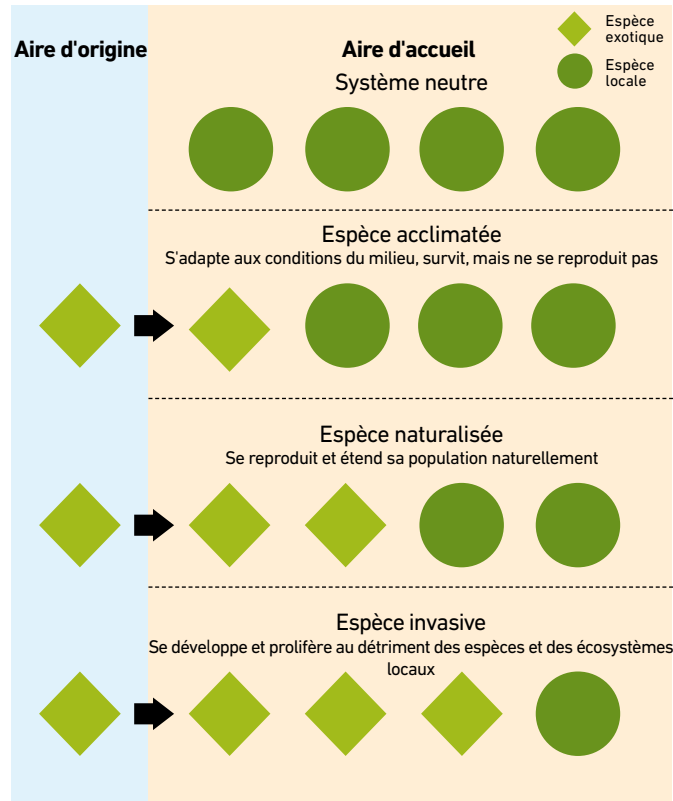 Aire d'origine
Aire d'accueil
Espèce
exotique
Espèce
locale
Système neutre
Espèce acclimatée
S'adapte aux conditions du milieu, survit, mais ne se reproduit pas
Espèce naturalisée
Se reproduit et étend sa population naturellement
Espèce invasive
Se développe et prolifère au détriment des espèces et des écosystèmes
locaux